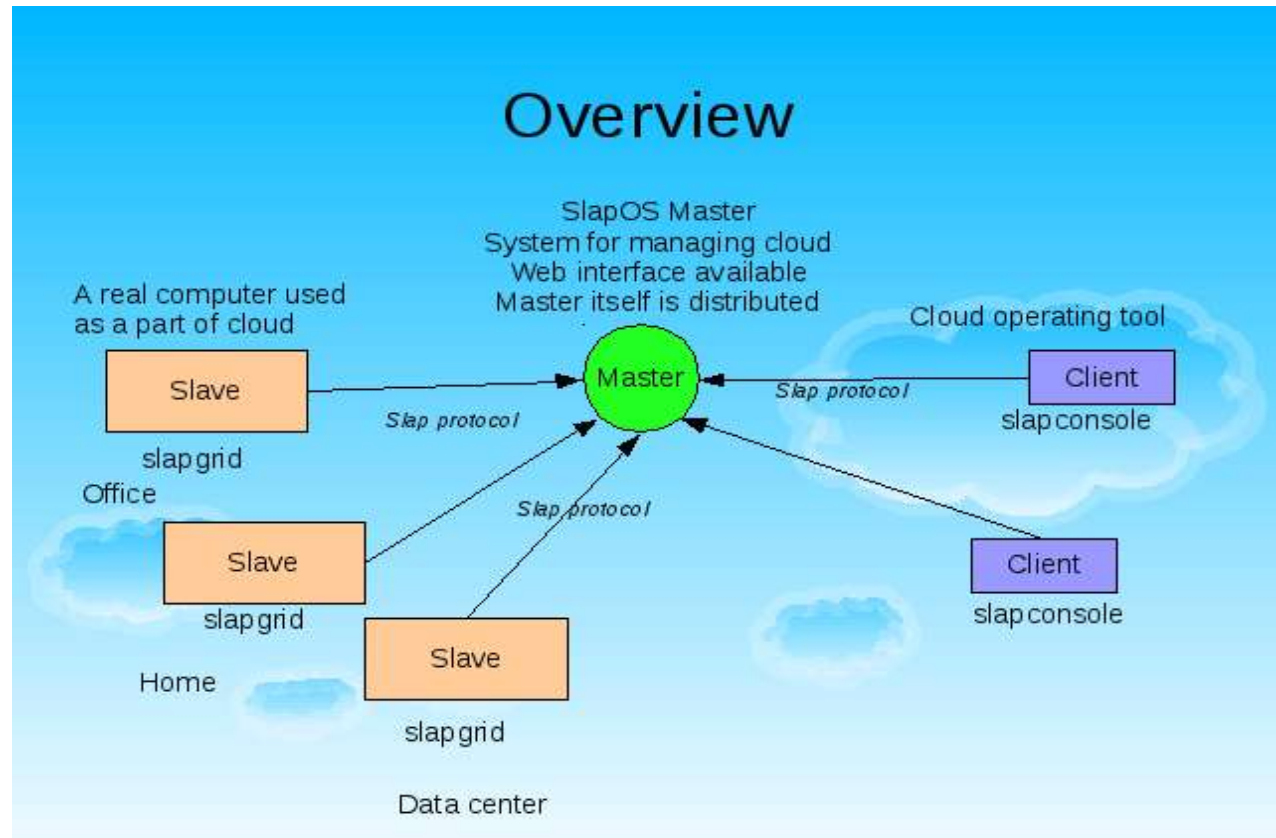 Overview
SlapOS Master
System for managing cloud
Web interface available
Master itself is distributed
A real computer used
as a part of cloud
Slave
slapgrid
Office
Slap protocol
Master
Slap protocol
Cloud operating tool
Client
slapconsole
Slave
slapgrid
Home
Slap protocol
Client
slapconsole
Slave
slapgrid
Data center